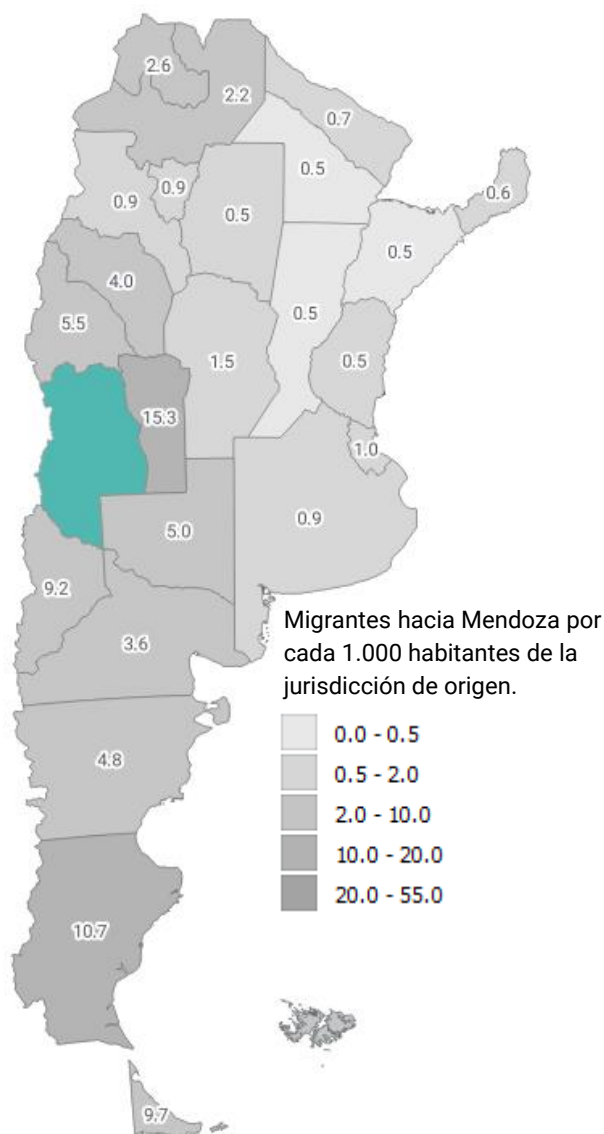 2.6
2.2
0.7
0.5
0.9
0.9
0.5
0.6
0.5
4.0
5.5
0.5
1.5
0.5
15.3
1.0
0.9
5.0
9.2
3.6
Migrantes hacia Mendoza por
cada 1.000 habitantes de la
jurisdicción de origen.
0.0 - 0.5
0.5 - 2.0
2.0 - 10.0
10.0 - 20.0
20.0 - 55.0
4.8
10.7
9.7